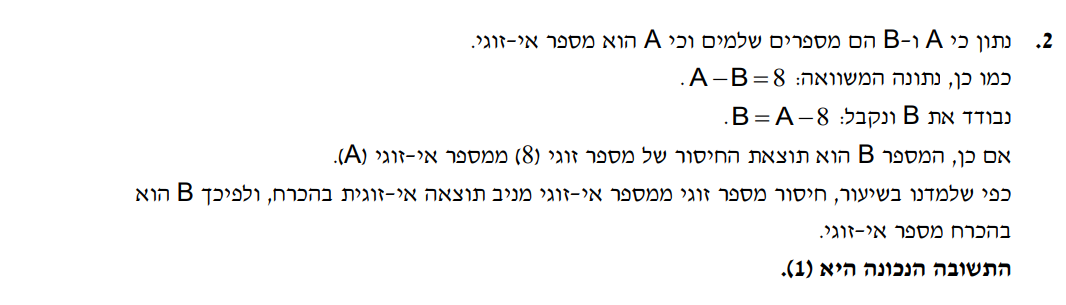 2. נתון כי A ו-B הם מספרים שלמים וכי A הוא מספר אי-זוגי.
כמו כן, נתונה המשוואה: A − B = 8.
נבודד את B ונקבל: B = A − 8.
אם כן, המספר B הוא תוצאת החיסור של מספר זוגי (8) ממספר אי-זוגי (A).
כפי שלמדנו בשיעור, חיסור מספר זוגי ממספר אי-זוגי מניב תוצאה אי-זוגית בהכרח, ולפיכך B הוא
בהכרח מספר אי-זוגי.
התשובה הנכונה היא (1).